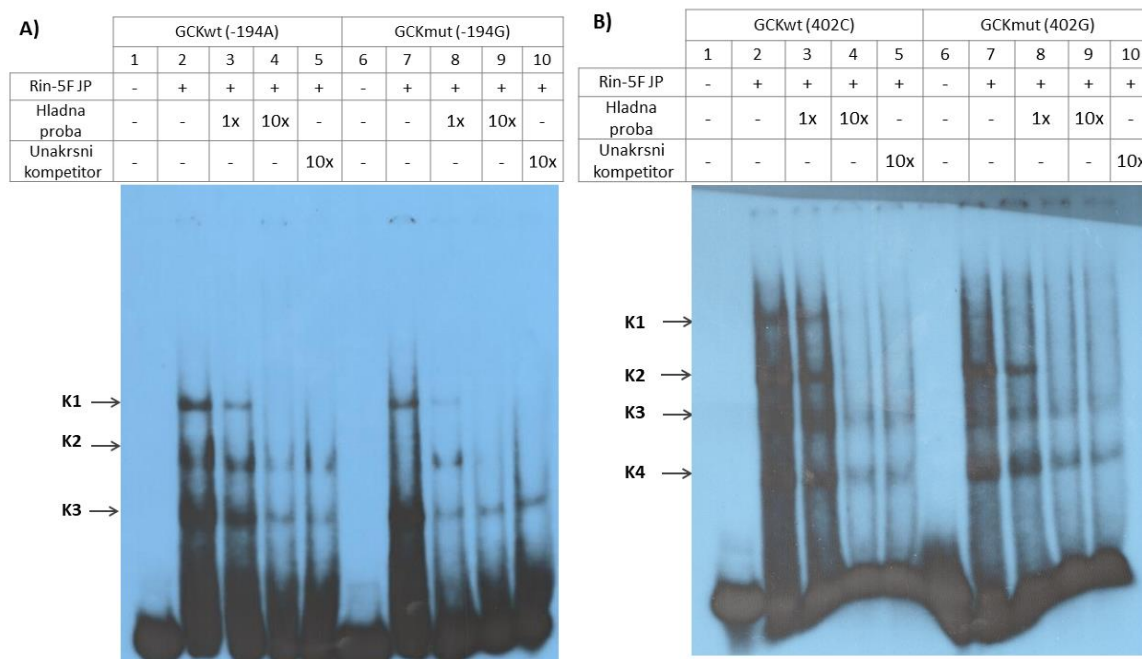 A)
GCKwt (-194A) GCKmut (-194G)
1 2 3 4 5 6 7 8 9 10
Rin-5F JP - + + + + - + + + +
Hladna
proba - - 1x 10x - - - 1x 10x -
Unakrsni
kompetitor - - - - 10x - - - - 10x
K1
K2
K3
B)
GCKwt (402C) GCKmut (402G)
1 2 3 4 5 6 7 8 9 10
Rin-5F JP - + + + + - + + + +
Hladna
proba - - 1x 10x - - - 1x 10x -
Unakrsni
kompetitor - - - - 10x - - - - 10x
K1
K2
K3
K4